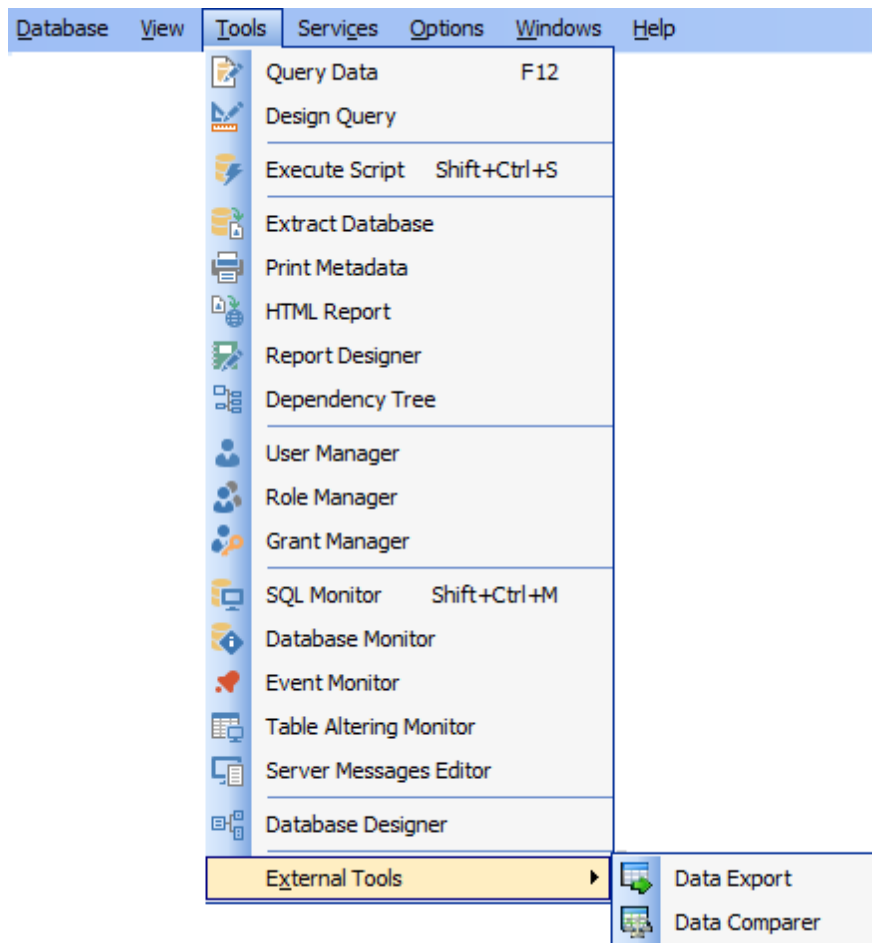 Database View Tools Services Options Windows Help
Query Data F12
Design Query
Execute Script Shift+Ctrl+S
Extract Database
Print Metadata
HTML Report
Report Designer
Dependency Tree
User Manager
Role Manager
Grant Manager
SQL Monitor Shift+Ctrl+M
Database Monitor
Event Monitor
Table Altering Monitor
Server Messages Editor
Database Designer
External Tools Data Export
Data Comparer